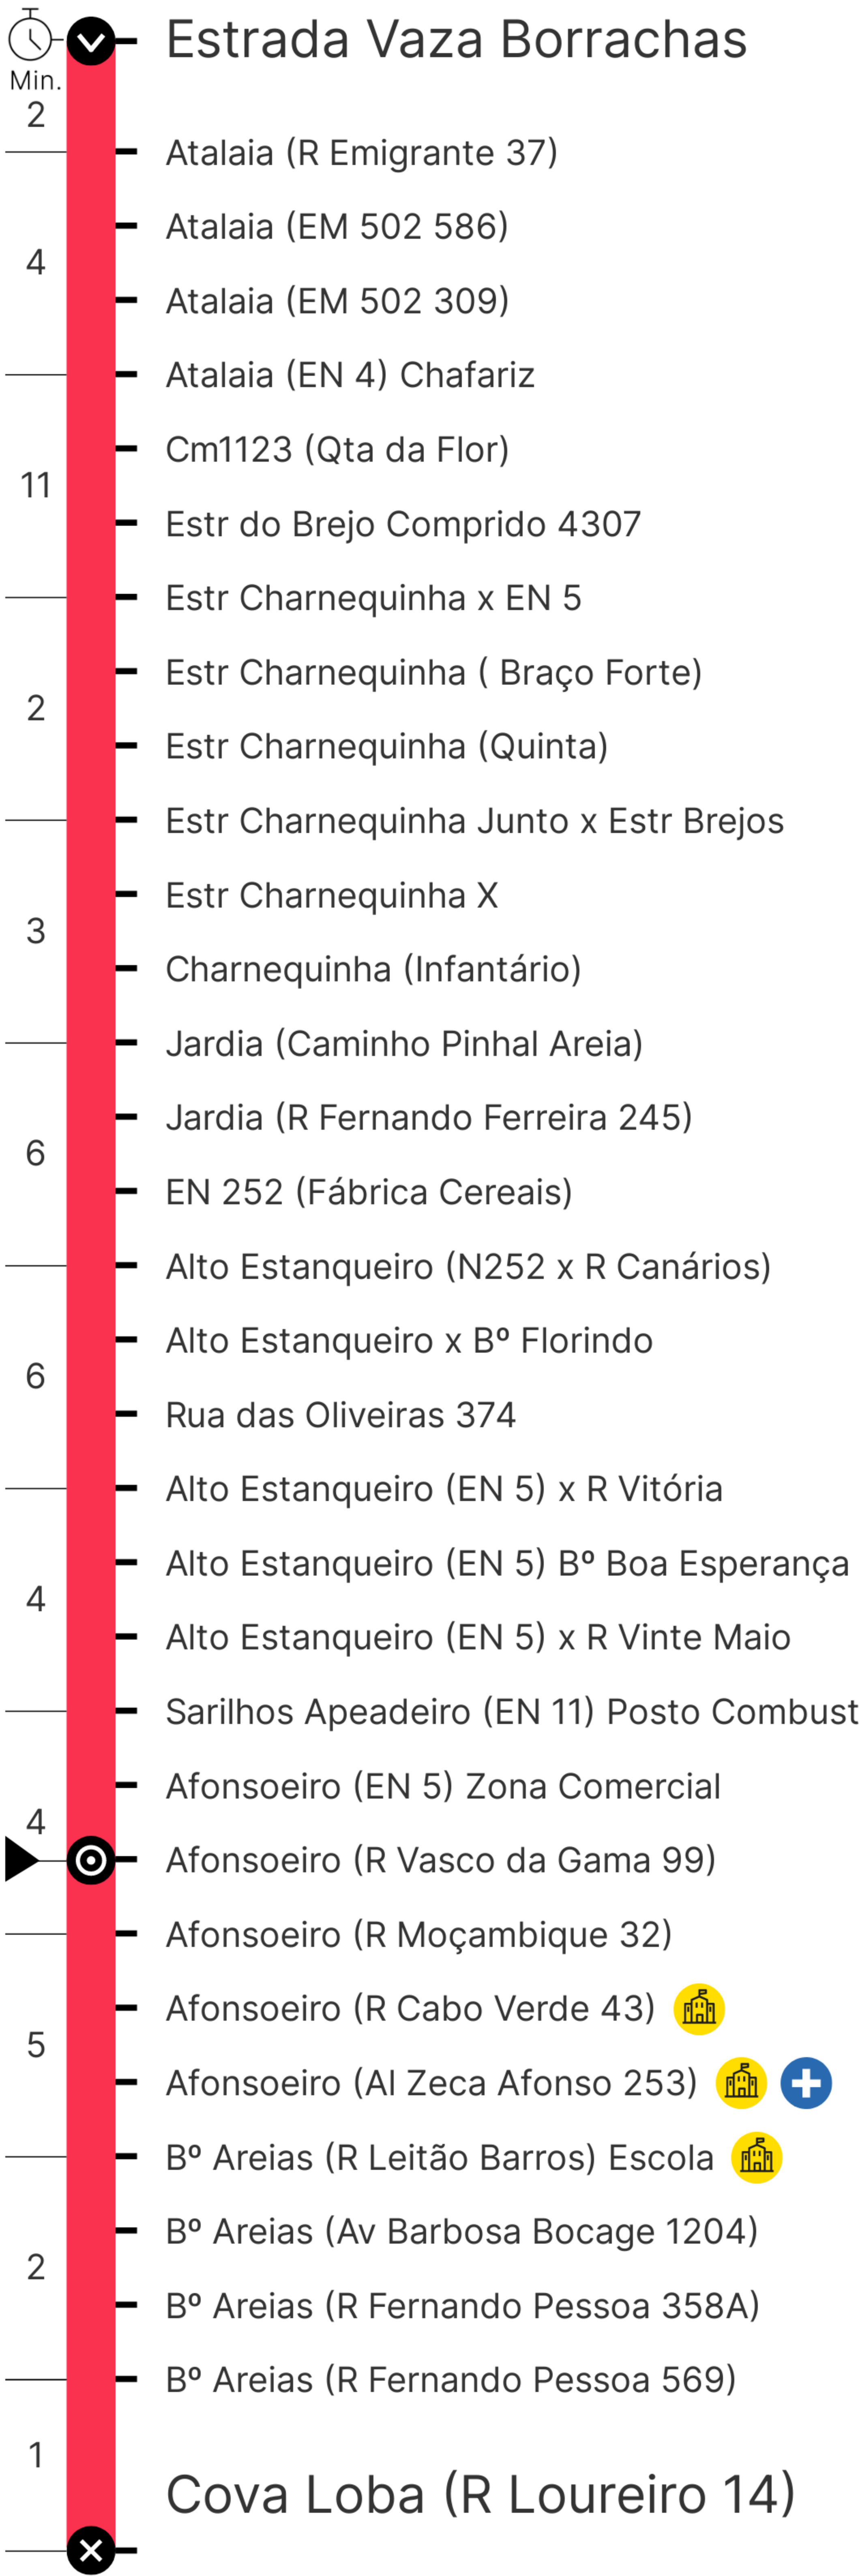 Estrada Vaza Borrachas
Min.
2
Atalaia (R Emigrante 37)
Atalaia (EM 502 586)
4
Atalaia (EM 502 309)
Atalaia (EN 4) Chafariz
Cm1123 (Qta da Flor)
11
Estr do Brejo Comprido 4307
Estr Charnequinha x EN 5
Estr Charnequinha ( Braço Forte)
2
Estr Charnequinha (Quinta)
Estr Charnequinha Junto x Estr Brejos
Estr Charnequinha X
3
Charnequinha (Infantário)
Jardia (Caminho Pinhal Areia)
Jardia (R Fernando Ferreira 245)
6
EN 252 (Fábrica Cereais)
Alto Estanqueiro (N252 x R Canários)
Alto Estanqueiro x Bº Florindo
6
Rua das Oliveiras 374
Alto Estanqueiro (EN 5) x R Vitória
Alto Estanqueiro (EN 5) Bº Boa Esperança
4
Alto Estanqueiro (EN 5) x R Vinte Maio
Sarilhos Apeadeiro (EN 11) Posto Combust
Afonsoeiro (EN 5) Zona Comercial
4
Afonsoeiro (R Vasco da Gama 99)
Afonsoeiro (R Moçambique 32)
Afonsoeiro (R Cabo Verde 43)
5
Afonsoeiro (Al Zeca Afonso 253)
Bº Areias (R Leitão Barros) Escola
Bº Areias (Av Barbosa Bocage 1204)
2
Bº Areias (R Fernando Pessoa 358A)
Bº Areias (R Fernando Pessoa 569)
1
Cova Loba (R Loureiro 14)